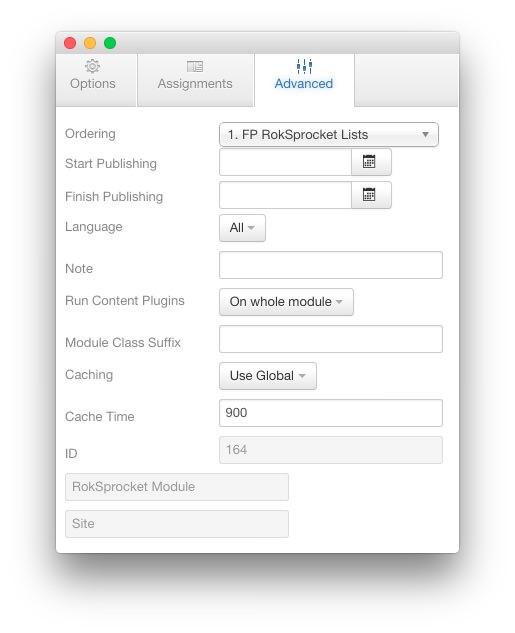 Options Assignments Advanced
Ordering 1. FP RokSprocket Lists
Start Publishing
Finish Publishing
Language All
Note
Run Content Plugins On whole module
Module Class Suffix
Caching Use Global
Cache Time 900
ID 164
RokSprocket Module
Site